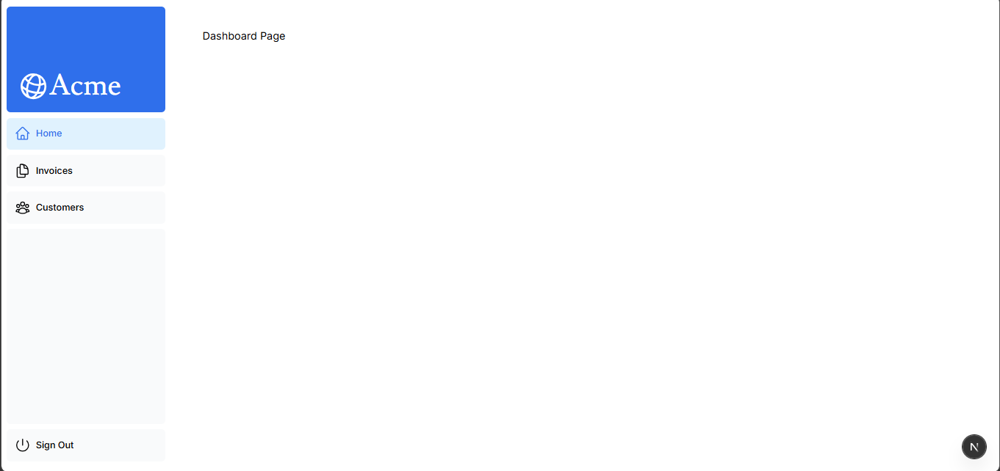 Acme
Home
Invoices
Customers
Sign Out
Dashboard Page
N